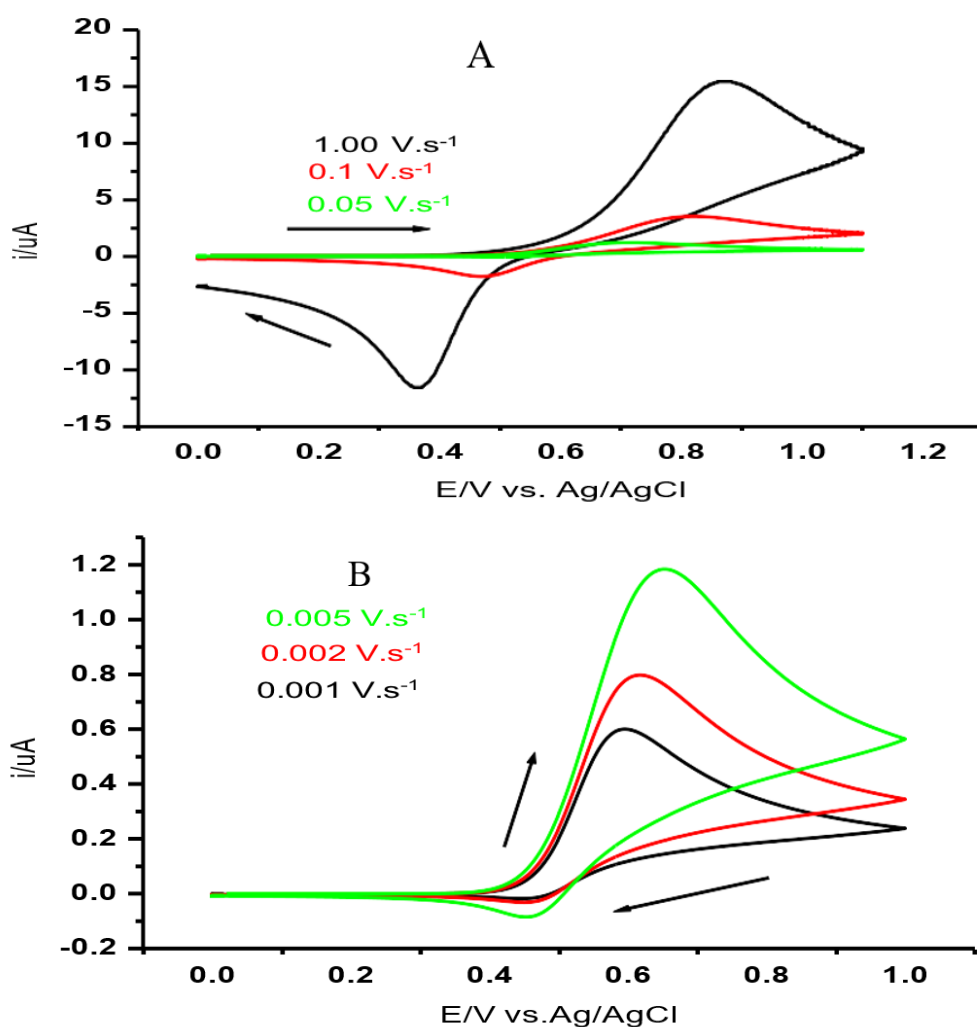 A
20
15
10
5
0
-5
-10
-15
i/uA
1.00 V.s⁻¹
0.1 V.s⁻¹
0.05 V.s⁻¹
0.0 0.2 0.4 0.6 0.8 1.0 1.2
E/V vs. Ag/AgCl
B
1.2
1.0
0.8
0.6
0.4
0.2
0.0
-0.2
i/uA
0.005 V.s⁻¹
0.002 V.s⁻¹
0.001 V.s⁻¹
0.0 0.2 0.4 0.6 0.8 1.0
E/V vs.Ag/AgCl